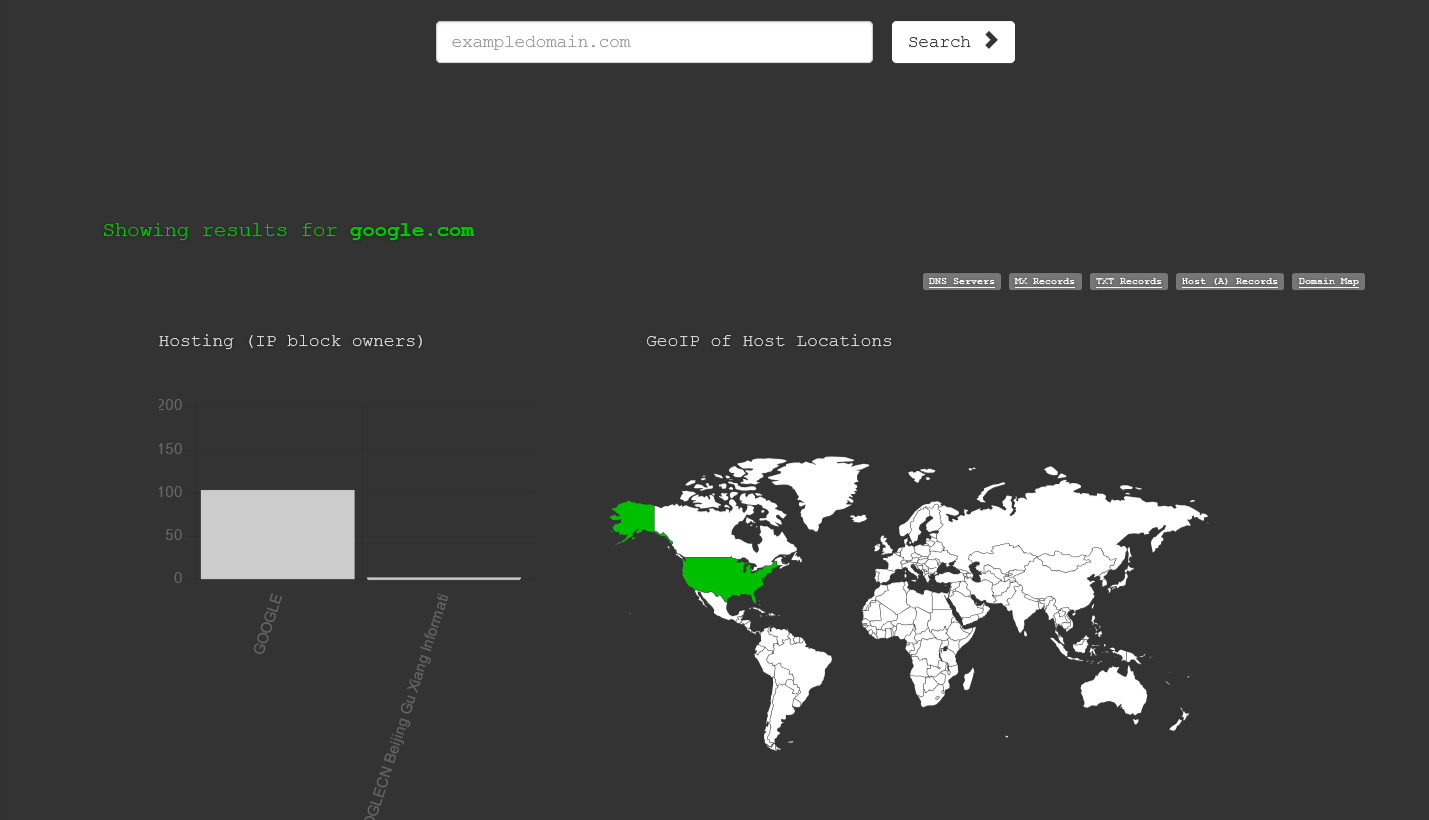 exampledomain.com
Search
Showing results for google.com
DNS Servers MX Records TXT Records Host (A) Records Domain Map
Hosting (IP block owners)
GeoIP of Host Locations
200
150
100
50
0
GOOGLE
OGLECN Beijing Gu Xiang Informati